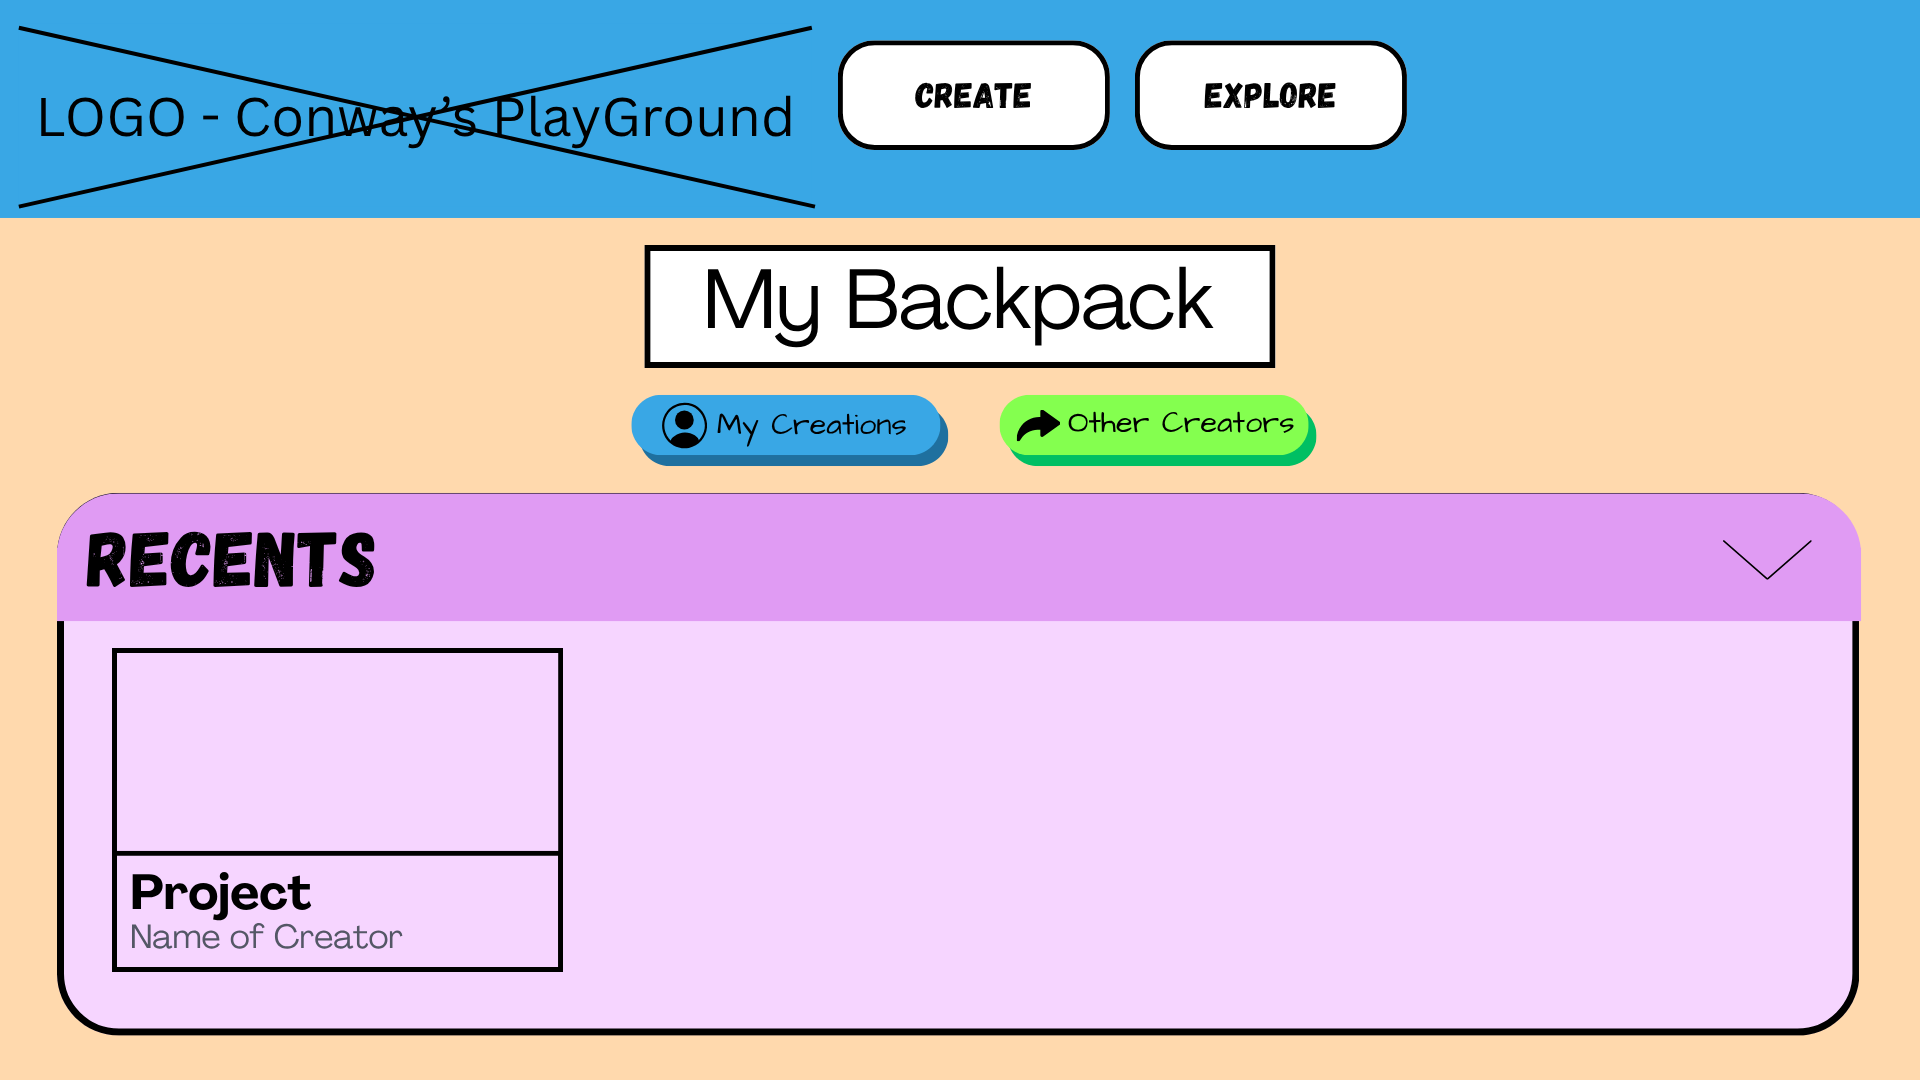 LOGO - Conway's PlayGround
CREATE
EXPLORE
My Backpack
My Creations
Other Creators
RECENTS
Project
Name of Creator